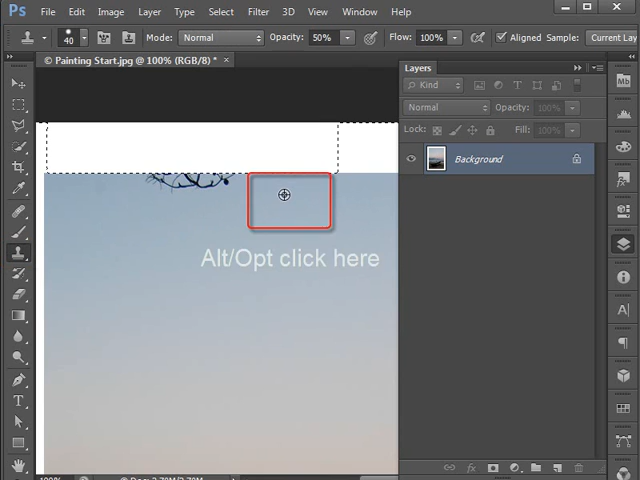 Ps File Edit Image Layer Type Select Filter 3D View Window Help
40 Mode: Normal Opacity: 50% Flow: 100% Aligned Sample: Current Lay
© Painting Start.jpg @ 100% (RGB/8) * ×
Layers
Kind
Normal Opacity: 100%
Lock: Fill: 100%
Background
Alt/Opt click here
Mb